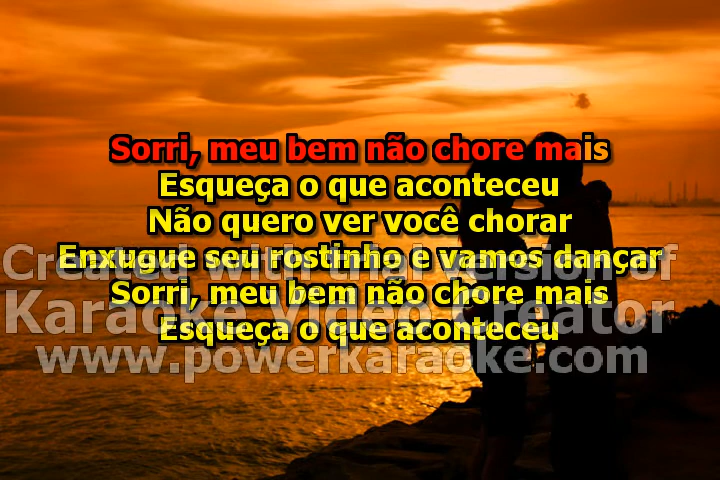 Sorri, meu bem não chore mais
Esqueça o que aconteceu
Não quero ver você chorar
Enxugue seu rostinho e vamos dançar
Created with trial version of
Sorri, meu bem não chore mais
Karaoke Video Creator
Esqueça o que aconteceu
www.powerkaraoke.com